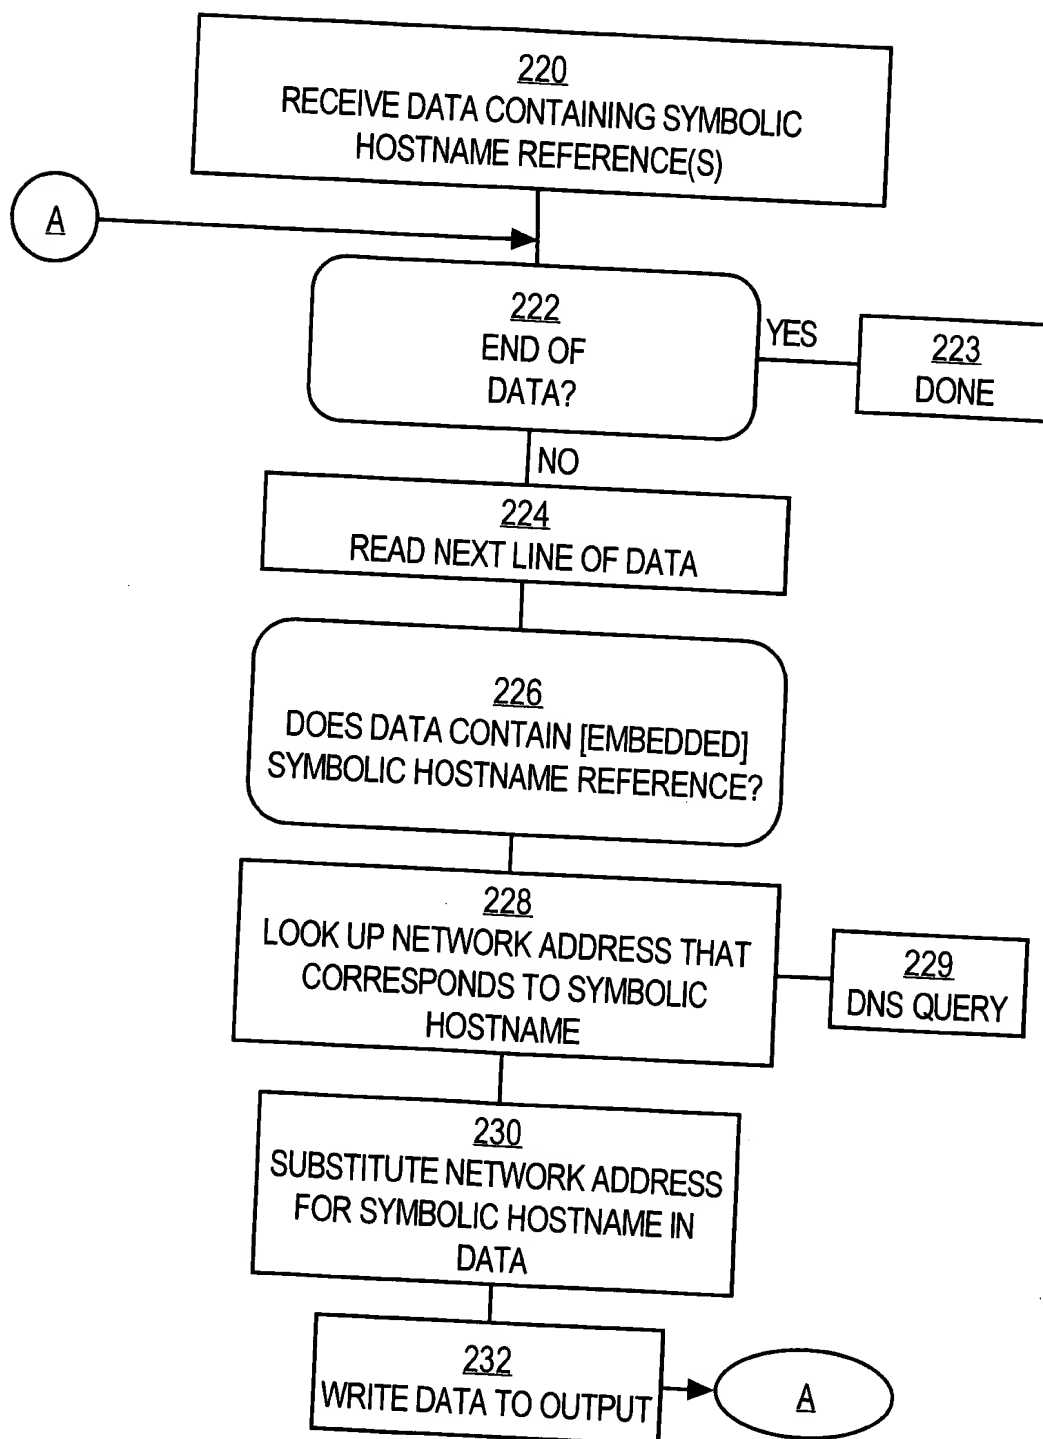 220
RECEIVE DATA CONTAINING SYMBOLIC
HOSTNAME REFERENCE(S)
A
222
END OF
DATA?
YES
223
DONE
NO
224
READ NEXT LINE OF DATA
226
DOES DATA CONTAIN [EMBEDDED]
SYMBOLIC HOSTNAME REFERENCE?
228
LOOK UP NETWORK ADDRESS THAT
CORRESPONDS TO SYMBOLIC
HOSTNAME
229
DNS QUERY
230
SUBSTITUTE NETWORK ADDRESS
FOR SYMBOLIC HOSTNAME IN
DATA
232
WRITE DATA TO OUTPUT
A